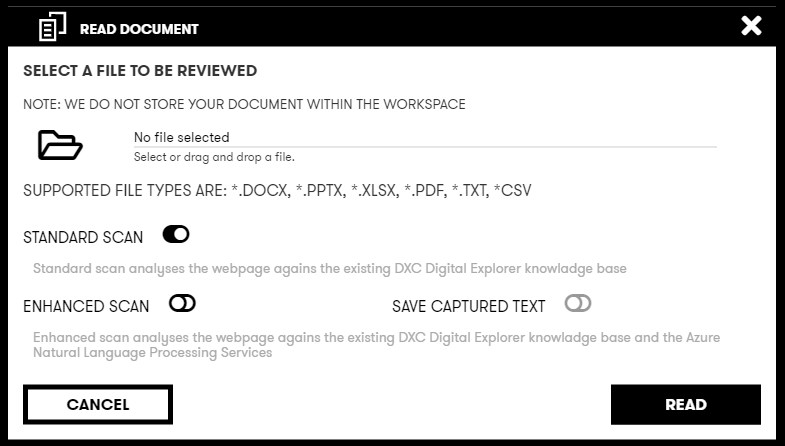 READ DOCUMENT
SELECT A FILE TO BE REVIEWED
NOTE: WE DO NOT STORE YOUR DOCUMENT WITHIN THE WORKSPACE
No file selected
Select or drag and drop a file.
SUPPORTED FILE TYPES ARE: *.DOCX, *.PPTX, *.XLSX, *.PDF, *.TXT, *CSV
STANDARD SCAN
Standard scan analyses the webpage agains the existing DXC Digital Explorer knowladge base
ENHANCED SCAN SAVE CAPTURED TEXT
Enhanced scan analyses the webpage agains the existing DXC Digital Explorer knowladge base and the Azure
Natural Language Processing Services
CANCEL READ